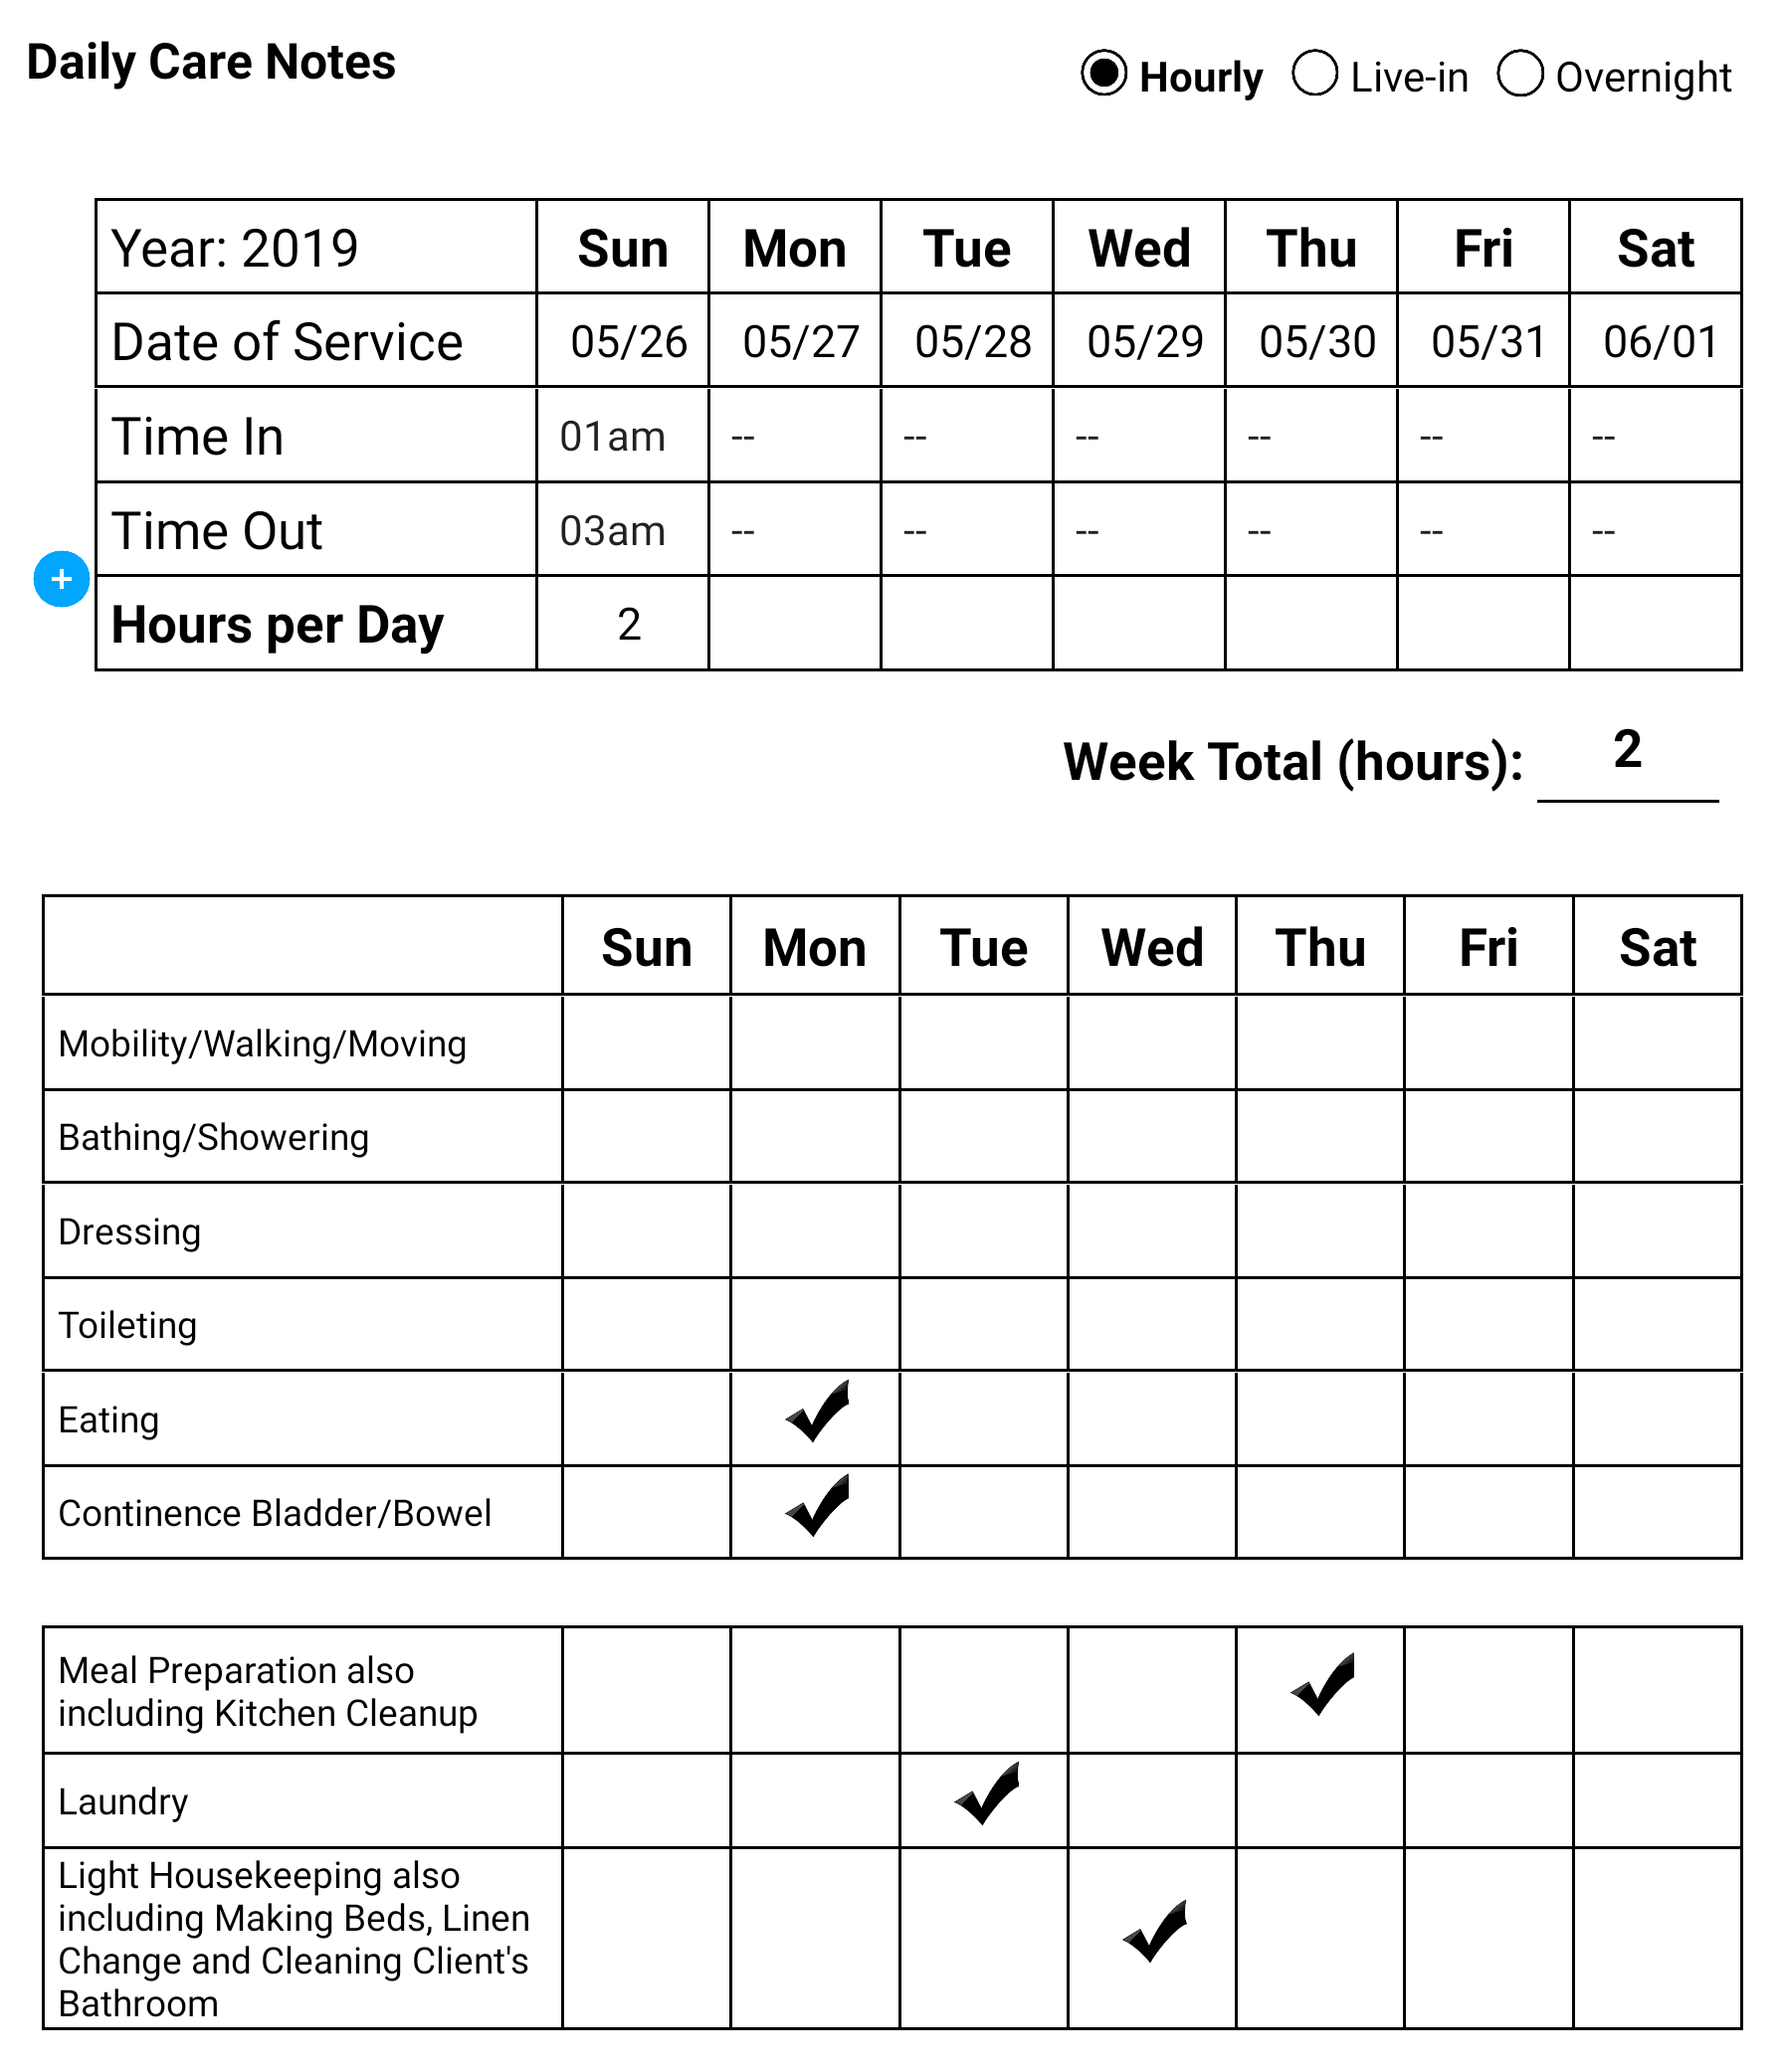 Daily Care Notes
Hourly Live-in Overnight
Year: 2019 Sun Mon Tue Wed Thu Fri Sat
Date of Service 05/26 05/27 05/28 05/29 05/30 05/31 06/01
Time In 01am -- -- -- -- -- --
Time Out 03am -- -- -- -- -- --
+
Hours per Day 2
Week Total (hours): 2
Sun Mon Tue Wed Thu Fri Sat
Mobility/Walking/Moving
Bathing/Showering
Dressing
Toileting
Eating
Continence Bladder/Bowel
Meal Preparation also
including Kitchen Cleanup
Laundry
Light Housekeeping also
including Making Beds, Linen
Change and Cleaning Client's
Bathroom